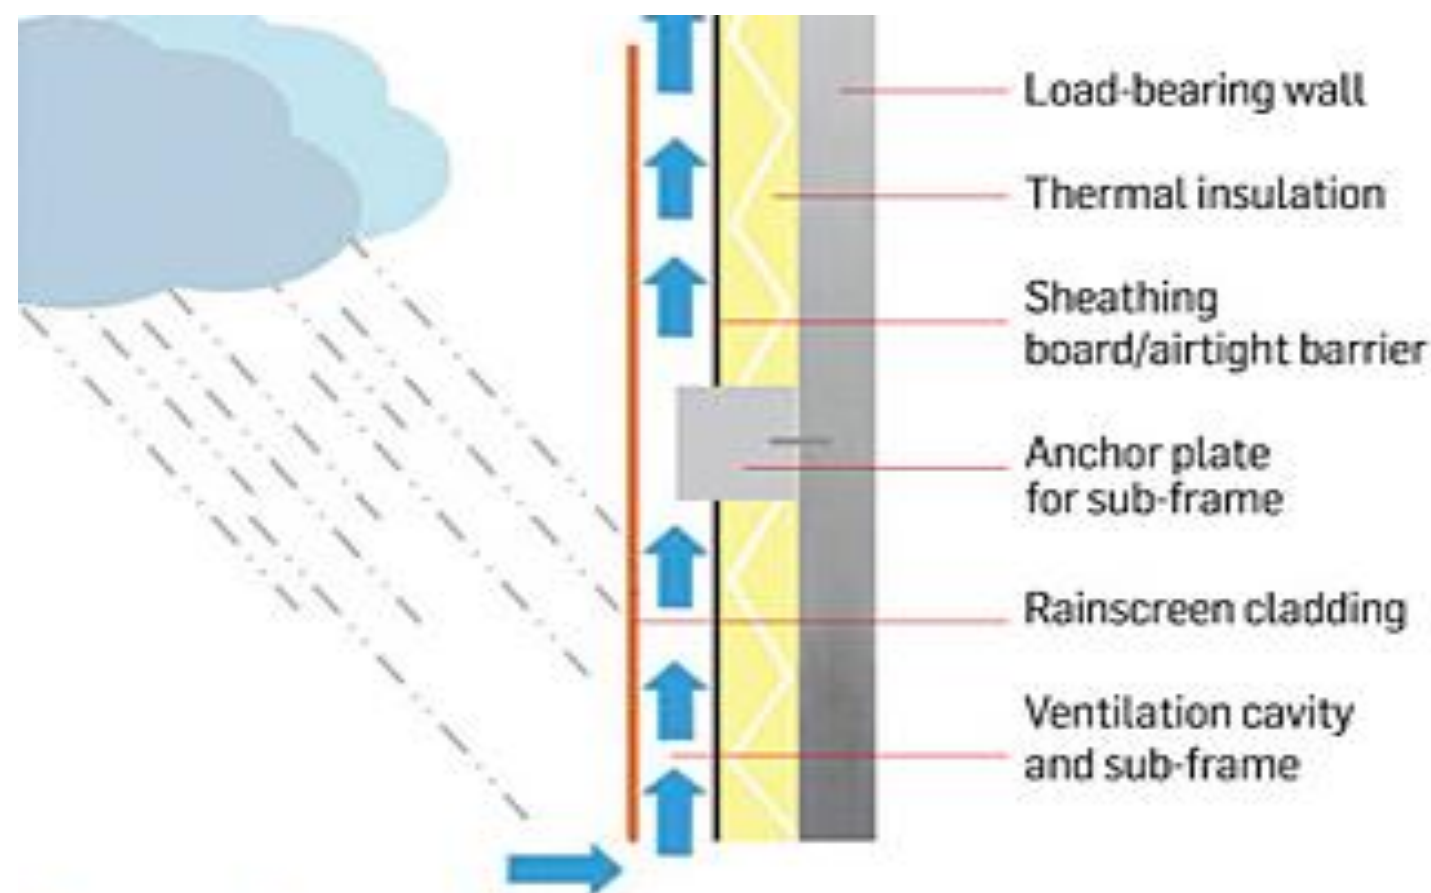 Load-bearing wall
Thermal insulation
Sheathing
board/airtight barrier
Anchor plate
for sub-frame
Rainscreen cladding
Ventilation cavity
and sub-frame